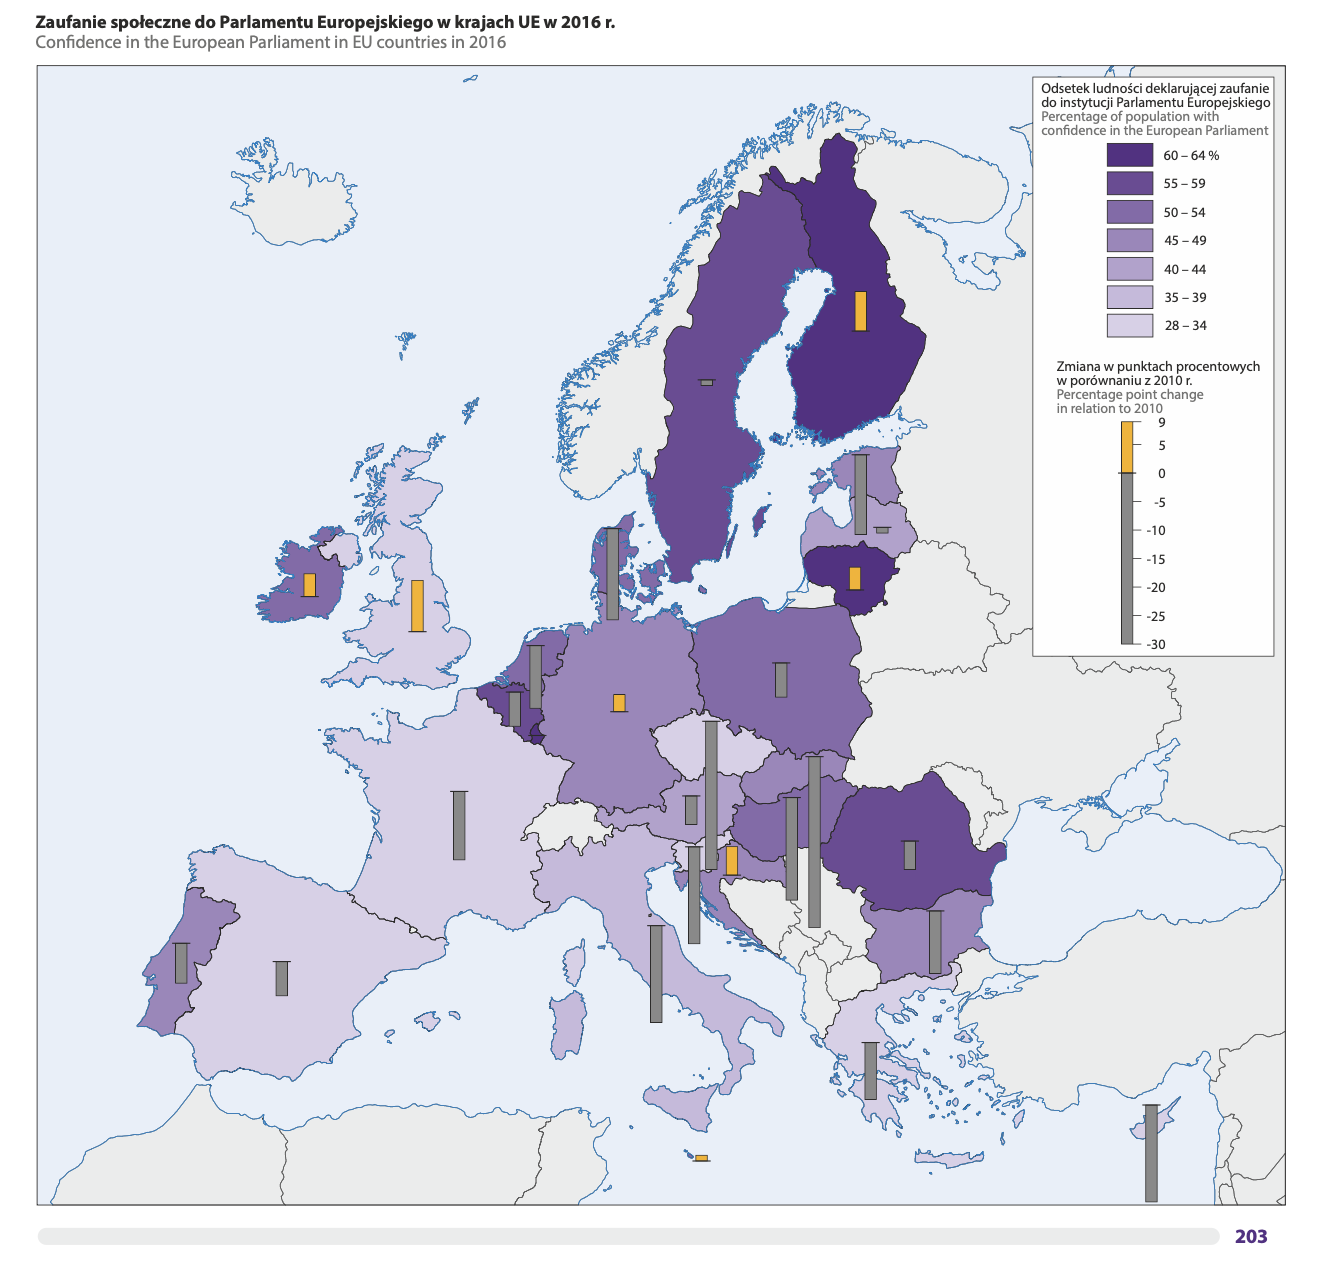 Zaufanie społeczne do Parlamentu Europejskiego w krajach UE w 2016 r.
Confidence in the European Parliament in EU countries in 2016
Odsetek ludności deklarującej zaufanie
do instytucji Parlamentu Europejskiego
Percentage of population with
confidence in the European Parliament
60 – 64 %
55 – 59
50 – 54
45 – 49
40 – 44
35 – 39
28 – 34
Zmiana w punktach procentowych
w porównaniu z 2010 r.
Percentage point change
in relation to 2010
9
5
0
-5
-10
-15
-20
-25
-30
203